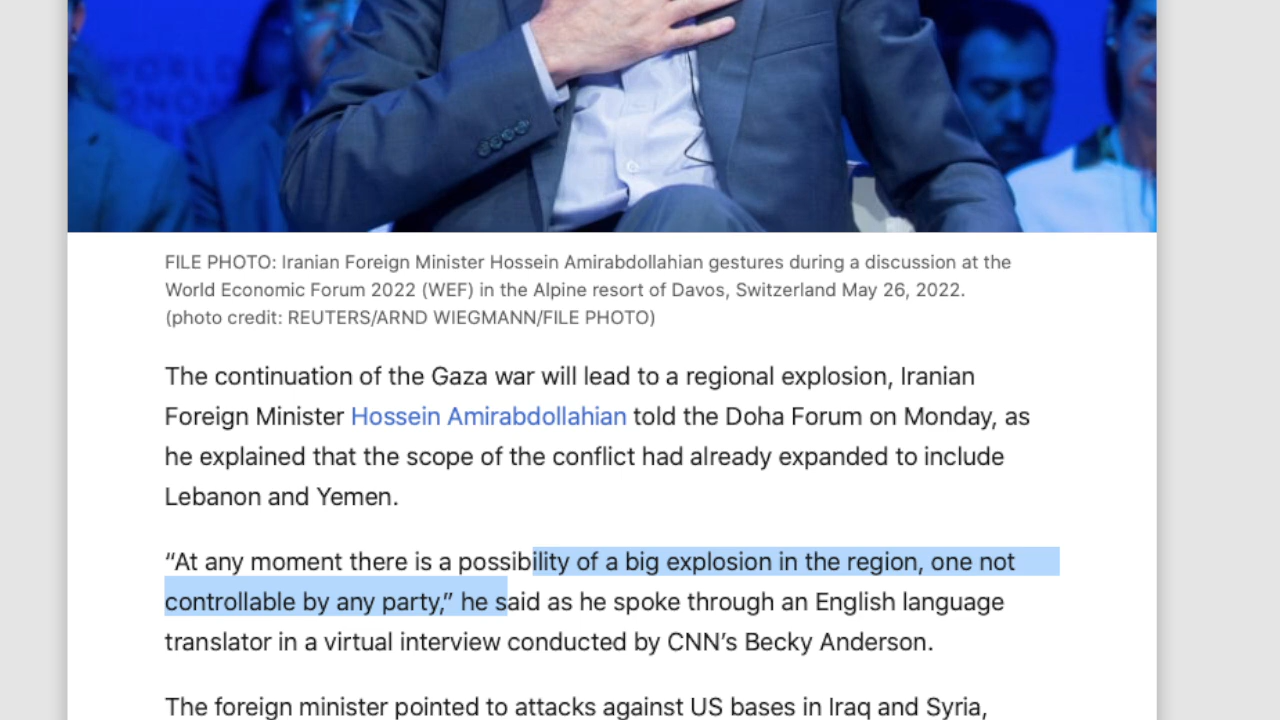 WORLD
FILE PHOTO: Iranian Foreign Minister Hossein Amirabdollahian gestures during a discussion at the
World Economic Forum 2022 (WEF) in the Alpine resort of Davos, Switzerland May 26, 2022.
(photo credit: REUTERS/ARND WIEGMANN/FILE PHOTO)
The continuation of the Gaza war will lead to a regional explosion, Iranian
Foreign Minister Hossein Amirabdollahian told the Doha Forum on Monday, as
he explained that the scope of the conflict had already expanded to include
Lebanon and Yemen.
“At any moment there is a possibility of a big explosion in the region, one not
controllable by any party,” he said as he spoke through an English language
translator in a virtual interview conducted by CNN’s Becky Anderson.
The foreign minister pointed to attacks against US bases in Iraq and Syria,